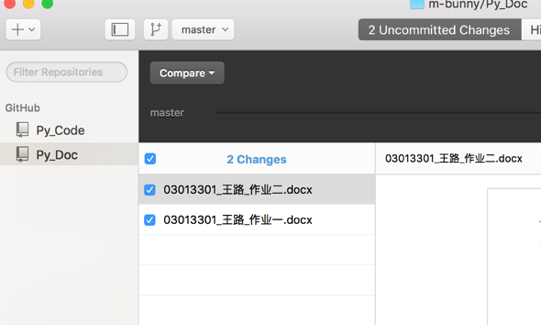 m-bunny/Py_Doc
master
2 Uncommitted Changes
Filter Repositories
Compare
GitHub
master
Py_Code
Py_Doc
2 Changes
03013301_王路_作业二.docx
03013301_王路_作业二.docx
03013301_王路_作业一.docx